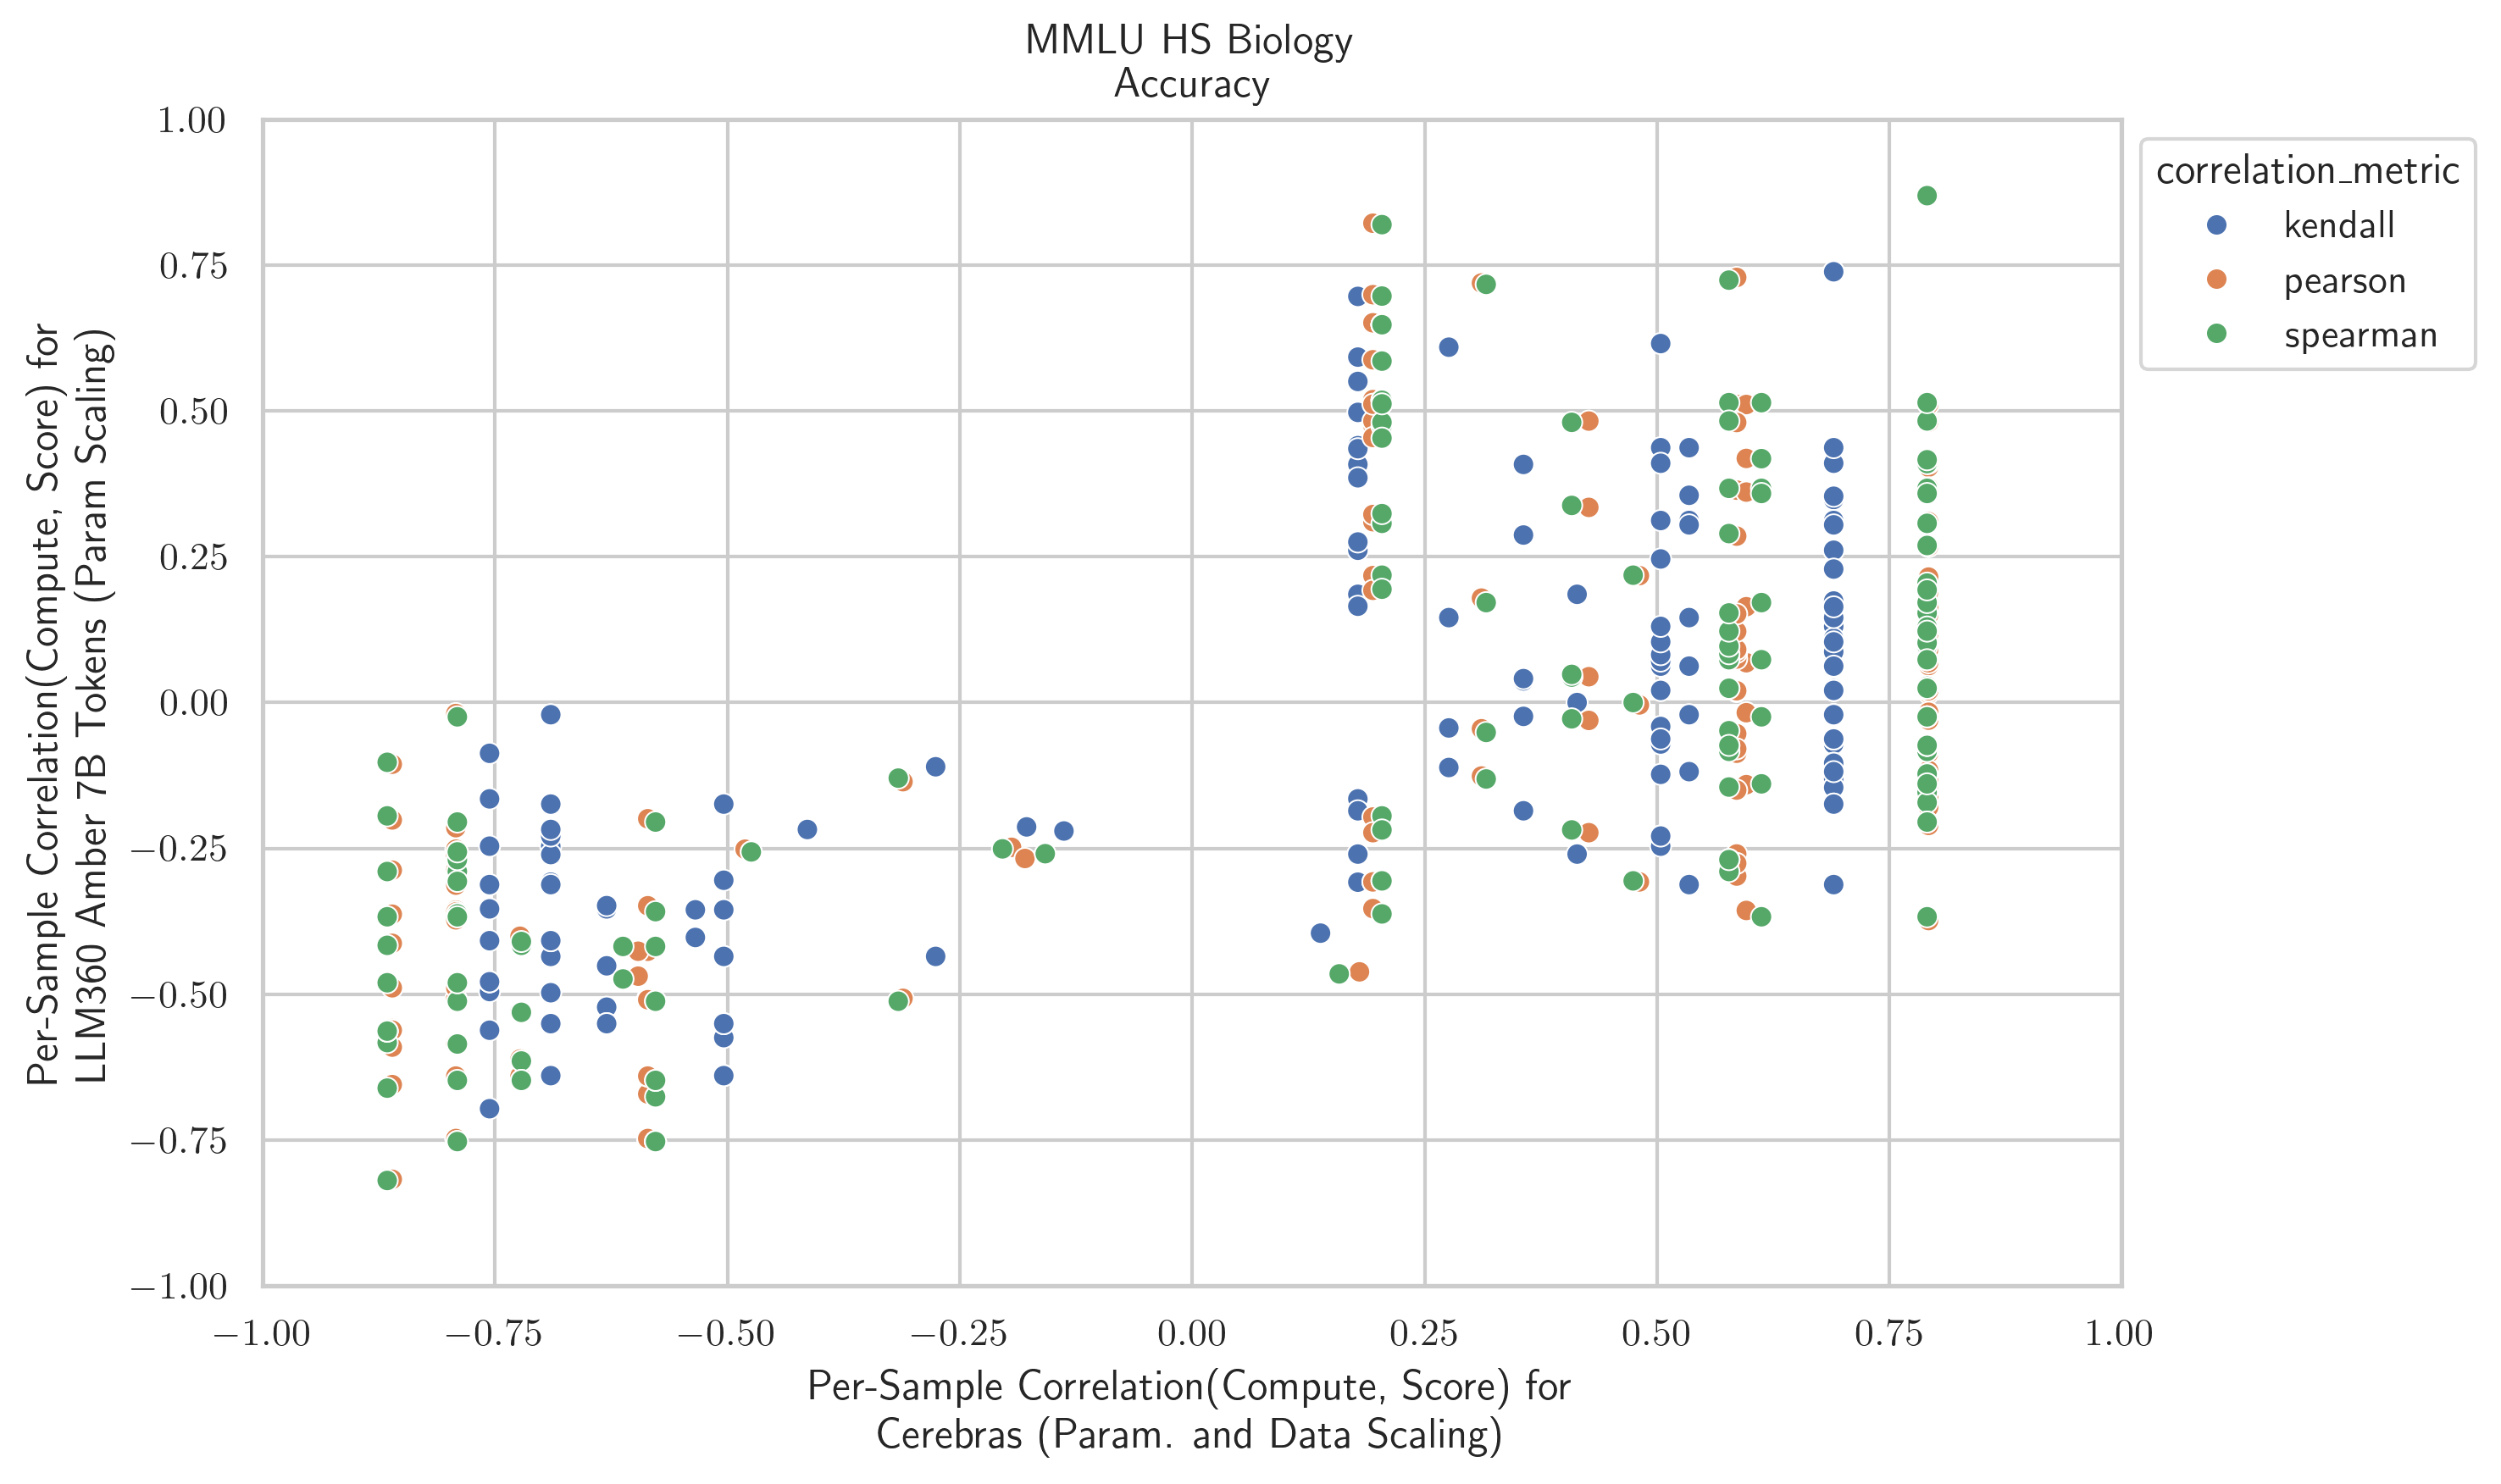 MMLU HS Biology
Accuracy
1.00
0.75
0.50
0.25
0.00
−0.25
−0.50
−0.75
−1.00
Per-Sample Correlation(Compute, Score) for
LLM360 Amber 7B Tokens (Param Scaling)
correlation_metric
kendall
pearson
spearman
−1.00 −0.75 −0.50 −0.25 0.00 0.25 0.50 0.75 1.00
Per-Sample Correlation(Compute, Score) for
Cerebras (Param. and Data Scaling)